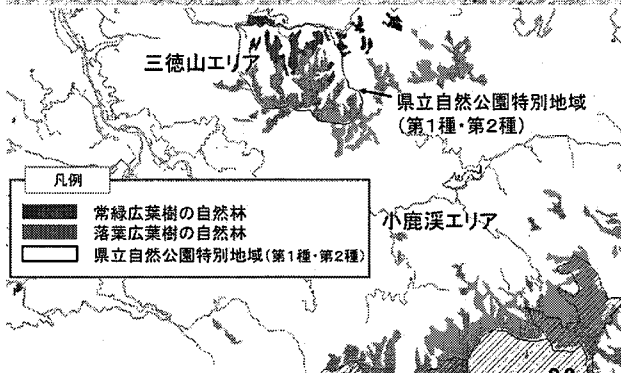 三徳山エリア
県立自然公園特別地域
(第1種・第2種)
凡例
常緑広葉樹の自然林
落葉広葉樹の自然林
県立自然公園特別地域(第1種・第2種)
小鹿渓エリア